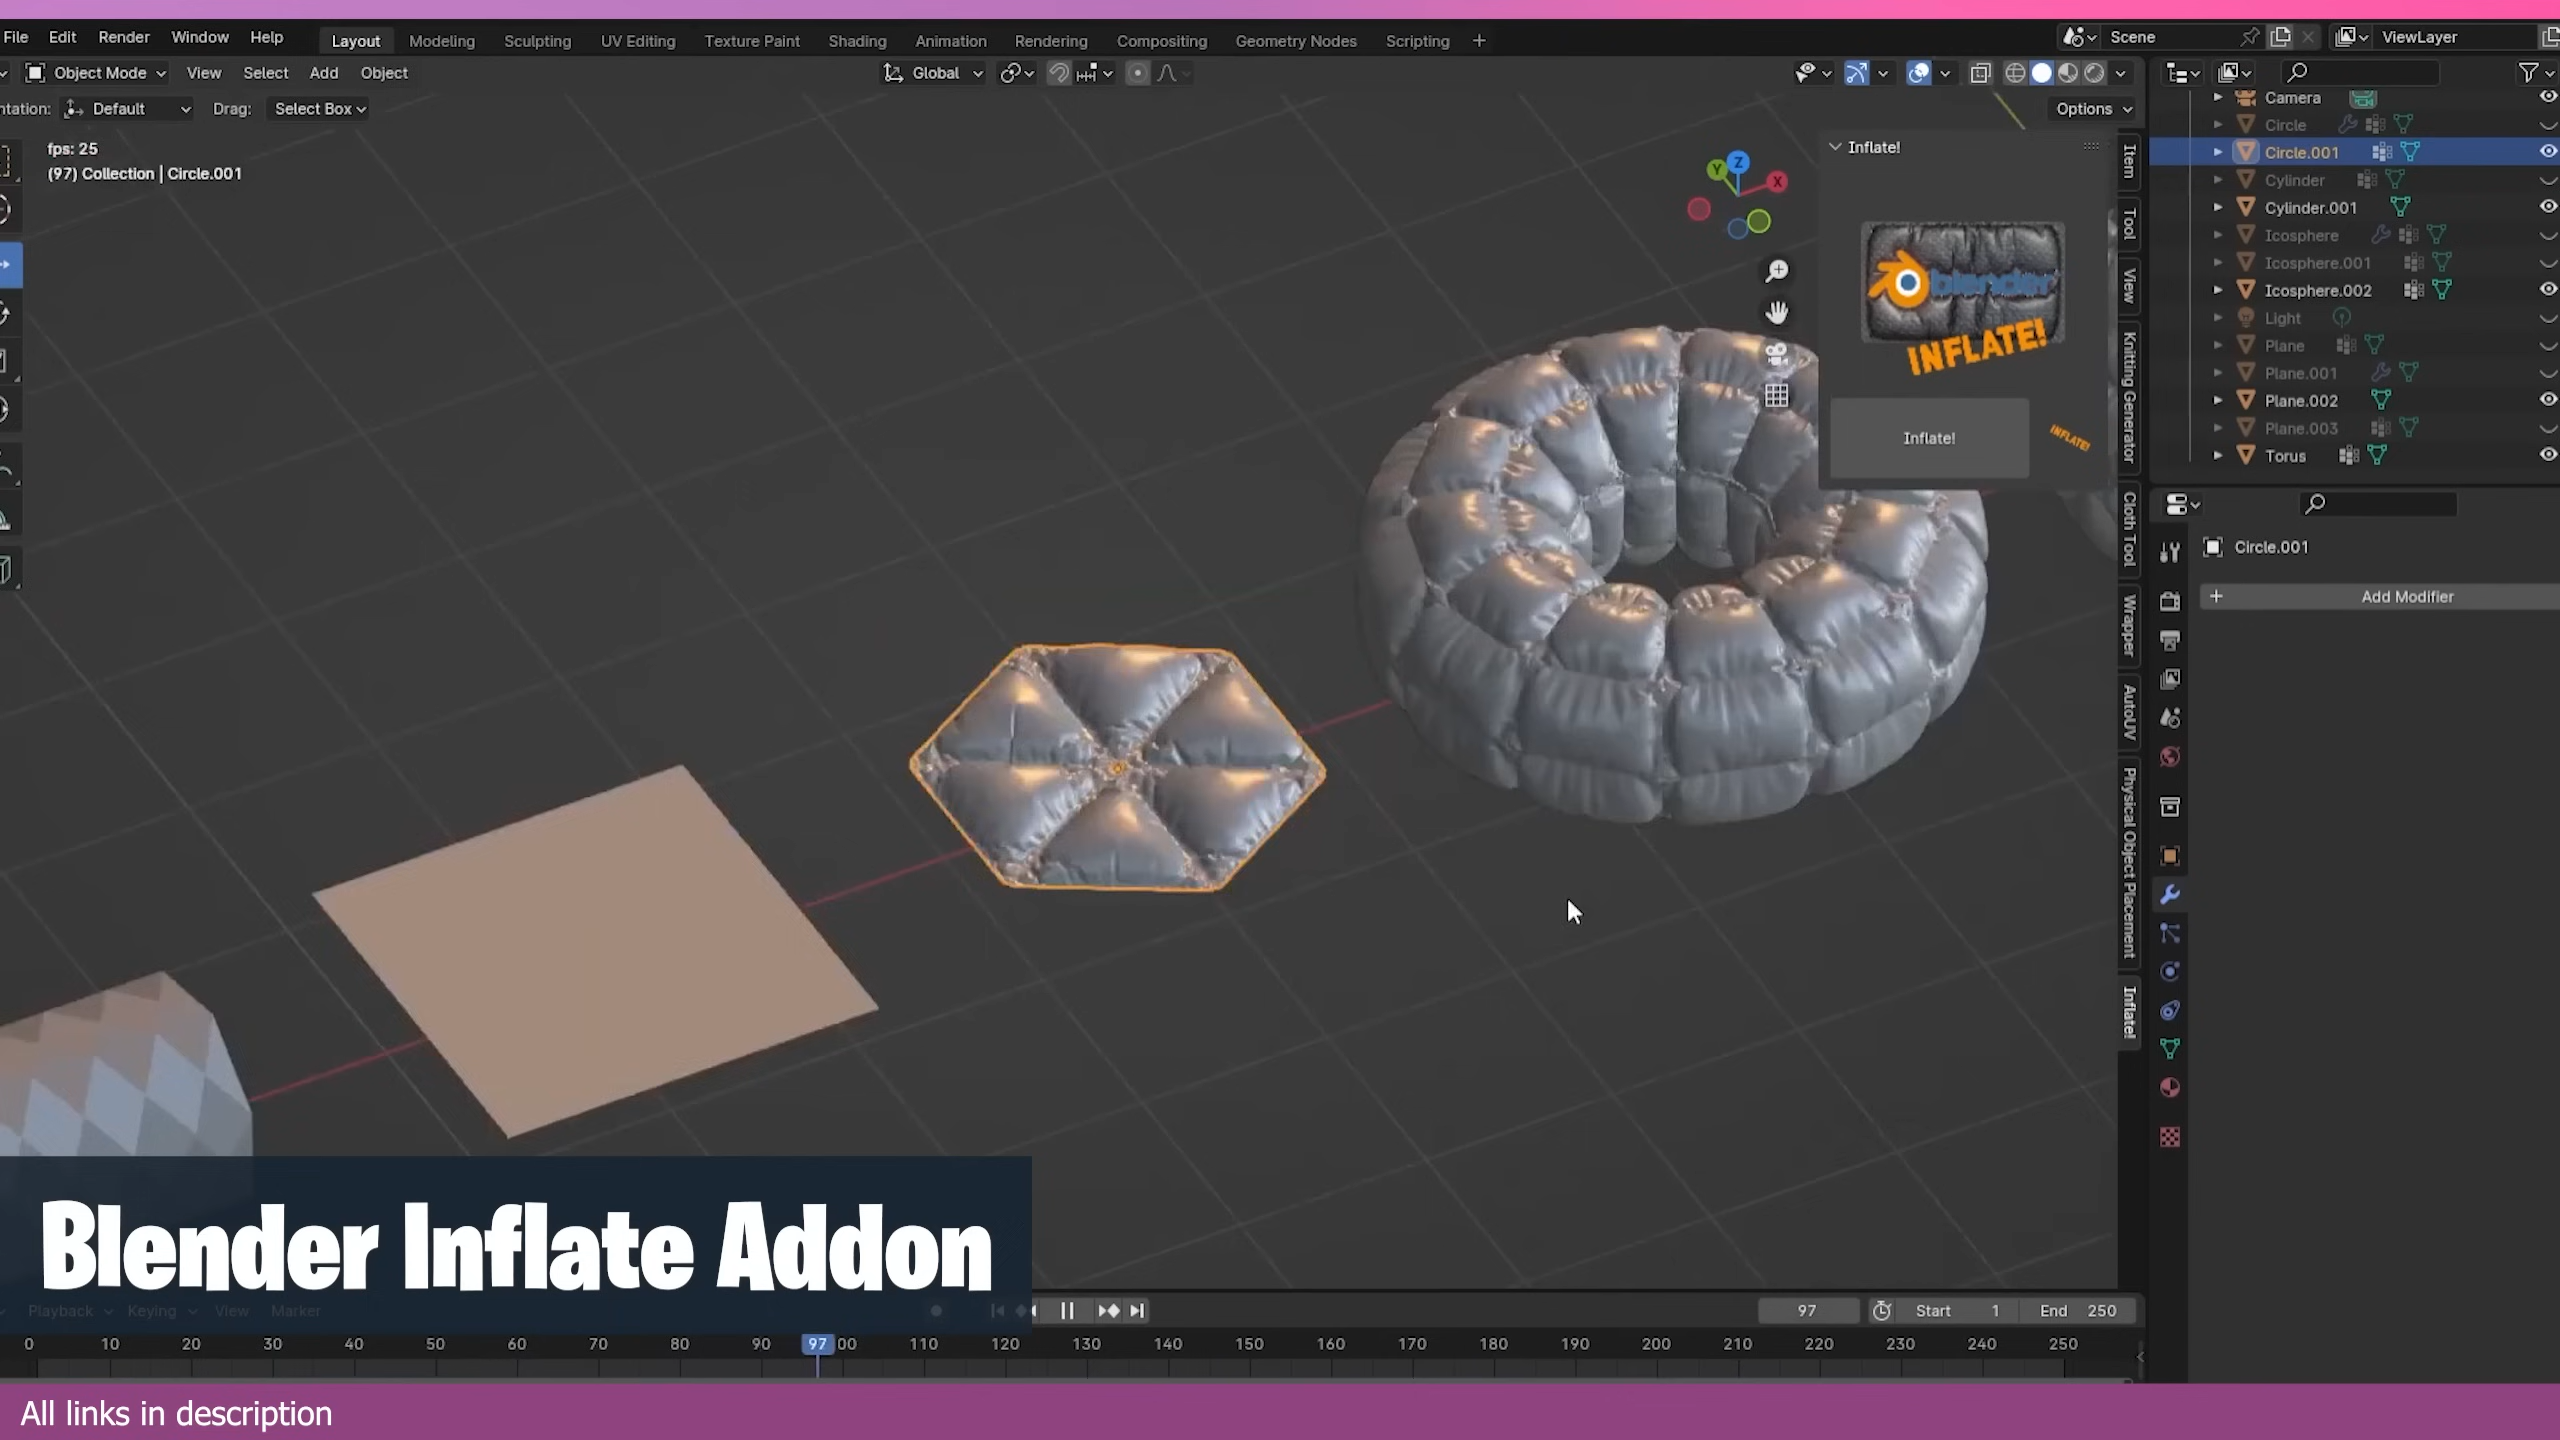 File Edit Render Window Help Layout Modeling Sculpting UV Editing Texture Paint Shading Animation Rendering Compositing Geometry Nodes Scripting + Scene ViewLayer
Object Mode View Select Add Object Global
ntation: Default Drag: Select Box Options
fps: 25
(97) Collection | Circle.001
Z
Y
X
Inflate!
blender
INFLATE!
Inflate!
INFLATE!
Item
Tool
View
Knitting Generator
Cloth Tool
Wrapper
AutoUV
Physical Object Placement
Inflate!
Camera
Circle
Circle.001
Cylinder
Cylinder.001
Icosphere
Icosphere.001
Icosphere.002
Light
Plane
Plane.001
Plane.002
Plane.003
Torus
Circle.001
+ Add Modifier
Blender Inflate Addon
Playback Keying View Marker 97 Start 1 End 250
0 10 20 30 40 50 60 70 80 90 97 00 110 120 130 140 150 160 170 180 190 200 210 220 230 240 250
All links in description